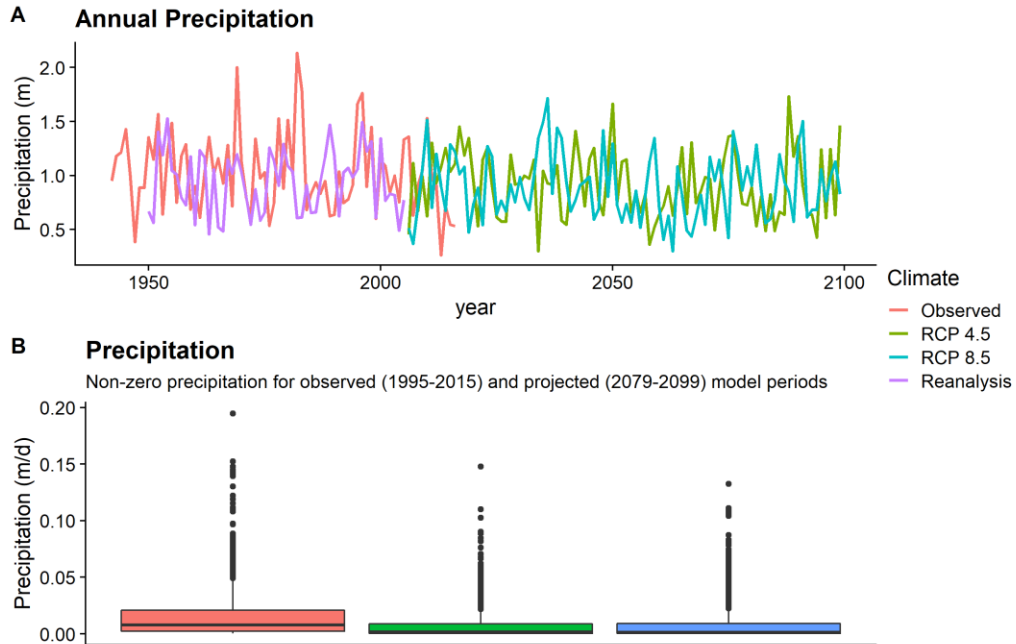 A
Annual Precipitation
Precipitation (m)
2.0
1.5
1.0
0.5
1950 2000 2050 2100
year
Climate
Observed
RCP 4.5
RCP 8.5
Reanalysis
B
Precipitation
Non-zero precipitation for observed (1995-2015) and projected (2079-2099) model periods
Precipitation (m/d)
0.20
0.15
0.10
0.05
0.00